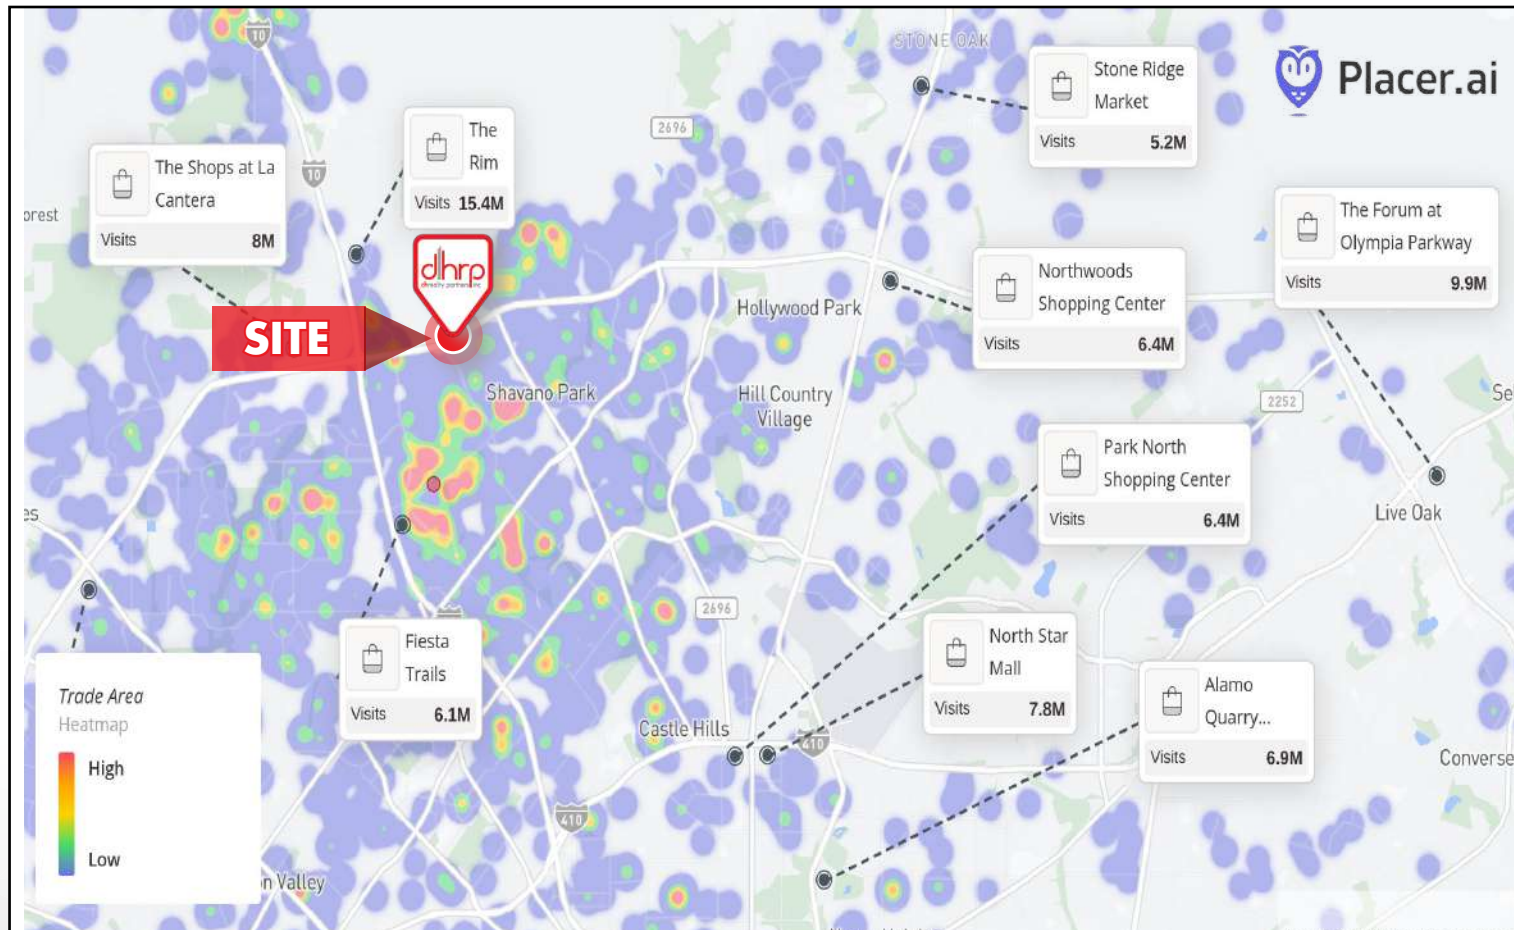 STONE OAK
10
Stone Ridge
Market
Visits 5.2M
Placer.ai
The
Rim
Visits 15.4M
2696
The Shops at La
Cantera
Visits 8M
10
orest
The Forum at
Olympia Parkway
Visits 9.9M
dhrp
Northwoods
Shopping Center
Visits 6.4M
Hollywood Park
SITE
Shavano Park
Hill Country
Village
2252
Se
Park North
Shopping Center
Visits 6.4M
es
Live Oak
2696
Fiesta
Trails
Visits 6.1M
North Star
Mall
Visits 7.8M
Alamo
Quarry...
Visits 6.9M
Trade Area
Heatmap
High
Low
Castle Hills
410
Converse
410
on Valley